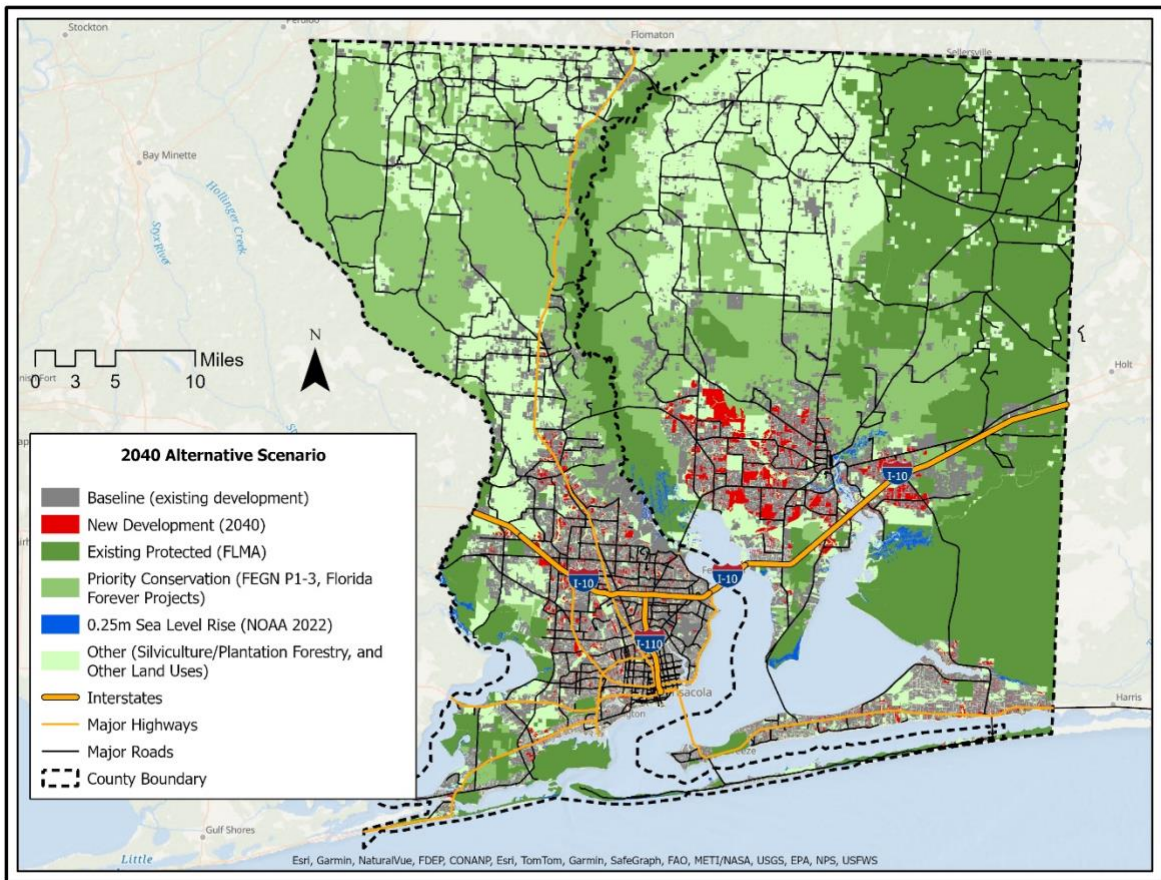 Stockton
Flomaton
Sellersville
Bay Minette
Hollinger Creek
Styx River
N
Miles
0 3 5 10
Holt
2040 Alternative Scenario
Baseline (existing development)
New Development (2040)
Existing Protected (FLMA)
Priority Conservation (FEGN P1-3, Florida
Forever Projects)
0.25m Sea Level Rise (NOAA 2022)
Other (Silviculture/Plantation Forestry, and
Other Land Uses)
Interstates
Major Highways
Major Roads
County Boundary
I-10
I-10
I-10
I-110
Harris
Gulf Shores
Little
Esri, Garmin, NaturalVue, FDEP, CONANP, Esri, TomTom, Garmin, SafeGraph, FAO, METI/NASA, USGS, EPA, NPS, USFWS